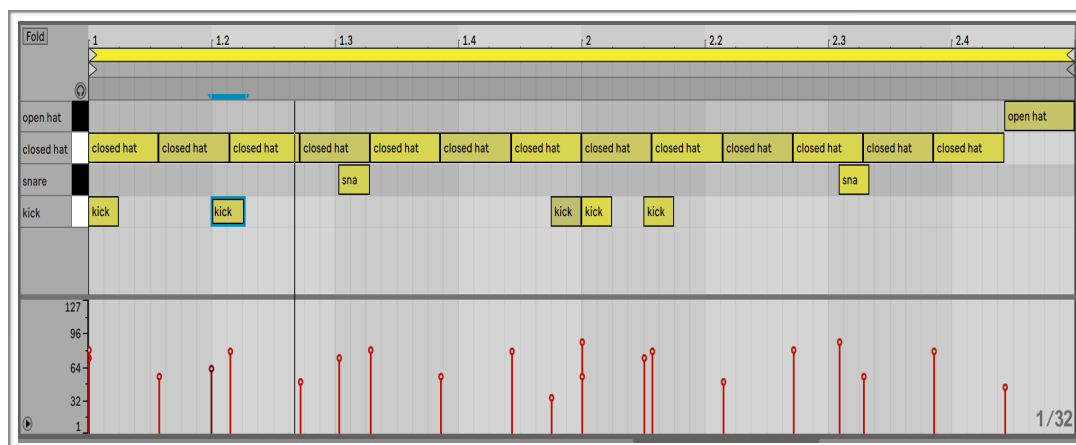 Fold
1 1.2 1.3 1.4 2 2.2 2.3 2.4
open hat open hat
closed hat closed hat closed hat closed hat closed hat closed hat closed hat closed hat closed hat closed hat closed hat closed hat closed hat closed hat
snare sna sna
kick kick kick kick kick kick
127
96
64
32
1
1/32